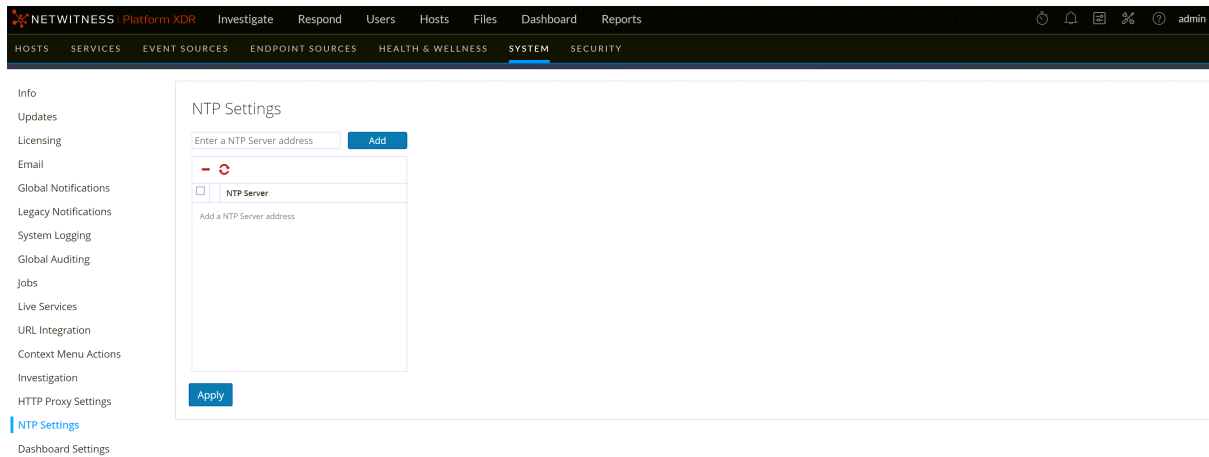 NETWITNESS | Platform XDR Investigate Respond Users Hosts Files Dashboard Reports admin
HOSTS SERVICES EVENT SOURCES ENDPOINT SOURCES HEALTH & WELLNESS SYSTEM SECURITY
Info
Updates
Licensing
Email
Global Notifications
Legacy Notifications
System Logging
Global Auditing
Jobs
Live Services
URL Integration
Context Menu Actions
Investigation
HTTP Proxy Settings
NTP Settings
Dashboard Settings
NTP Settings
Enter a NTP Server address Add
NTP Server
Add a NTP Server address
Apply